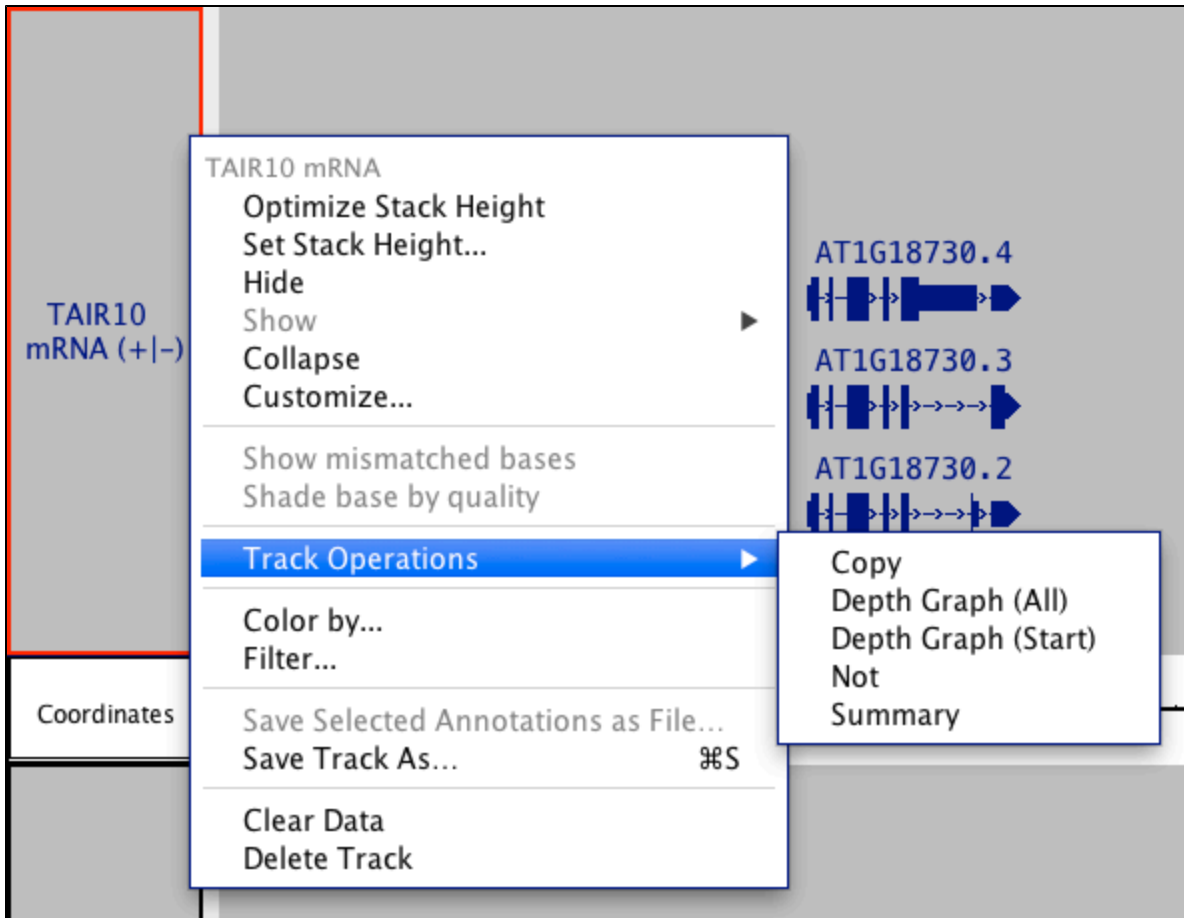 TAIR10
mRNA (+|-)
TAIR10 mRNA
Optimize Stack Height
Set Stack Height...
Hide
Show
Collapse
Customize...
Show mismatched bases
Shade base by quality
Track Operations
Color by...
Filter...
Save Selected Annotations as File...
Save Track As... ⌘S
Clear Data
Delete Track
Copy
Depth Graph (All)
Depth Graph (Start)
Not
Summary
AT1G18730.4
AT1G18730.3
AT1G18730.2
Coordinates